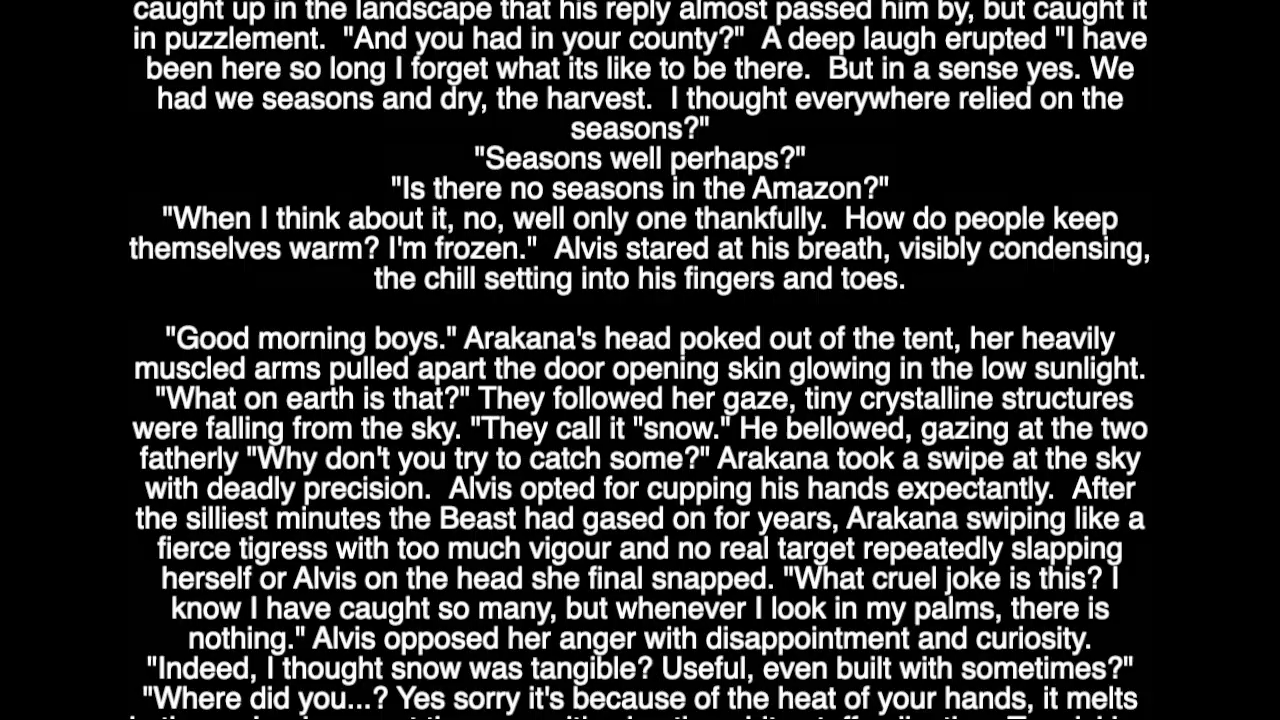 caught up in the landscape that his reply almost passed him by, but caught it
in puzzlement.  "And you had in your county?"  A deep laugh erupted "I have
been here so long I forget what its like to be there.  But in a sense yes. We
had we seasons and dry, the harvest.  I thought everywhere relied on the
seasons?"
"Seasons well perhaps?"
"Is there no seasons in the Amazon?"
"When I think about it, no, well only one thankfully.  How do people keep
themselves warm? I'm frozen."  Alvis stared at his breath, visibly condensing,
the chill setting into his fingers and toes.
"Good morning boys." Arakana's head poked out of the tent, her heavily
muscled arms pulled apart the door opening skin glowing in the low sunlight.
"What on earth is that?" They followed her gaze, tiny crystalline structures
were falling from the sky. "They call it "snow." He bellowed, gazing at the two
fatherly "Why don't you try to catch some?" Arakana took a swipe at the sky
with deadly precision.  Alvis opted for cupping his hands expectantly.  After
the silliest minutes the Beast had gased on for years, Arakana swiping like a
fierce tigress with too much vigour and no real target repeatedly slapping
herself or Alvis on the head she final snapped. "What cruel joke is this? I
know I have caught so many, but whenever I look in my palms, there is
nothing." Alvis opposed her anger with disappointment and curiosity.
"Indeed, I thought snow was tangible? Useful, even built with sometimes?"
"Where did you...? Yes sorry it's because of the heat of your hands, it melts